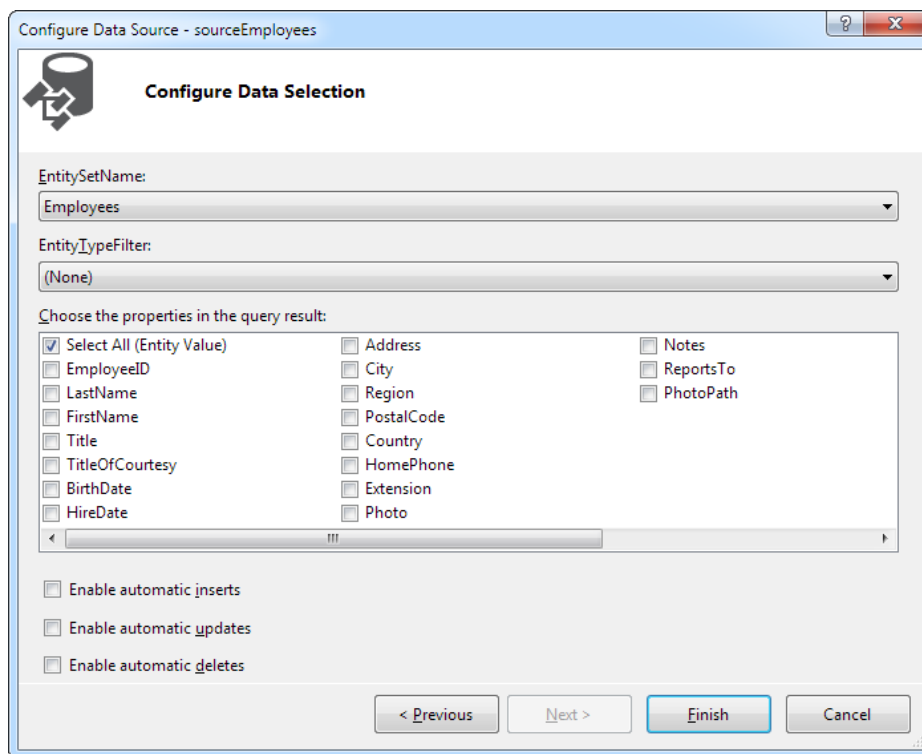 Configure Data Source - sourceEmployees
?
Configure Data Selection
EntitySetName:
Employees
EntityTypeFilter:
(None)
Choose the properties in the query result:
Select All (Entity Value)
EmployeeID
LastName
FirstName
Title
TitleOfCourtesy
BirthDate
HireDate
Address
City
Region
PostalCode
Country
HomePhone
Extension
Photo
Notes
ReportsTo
PhotoPath
Enable automatic inserts
Enable automatic updates
Enable automatic deletes
< Previous
Next >
Finish
Cancel